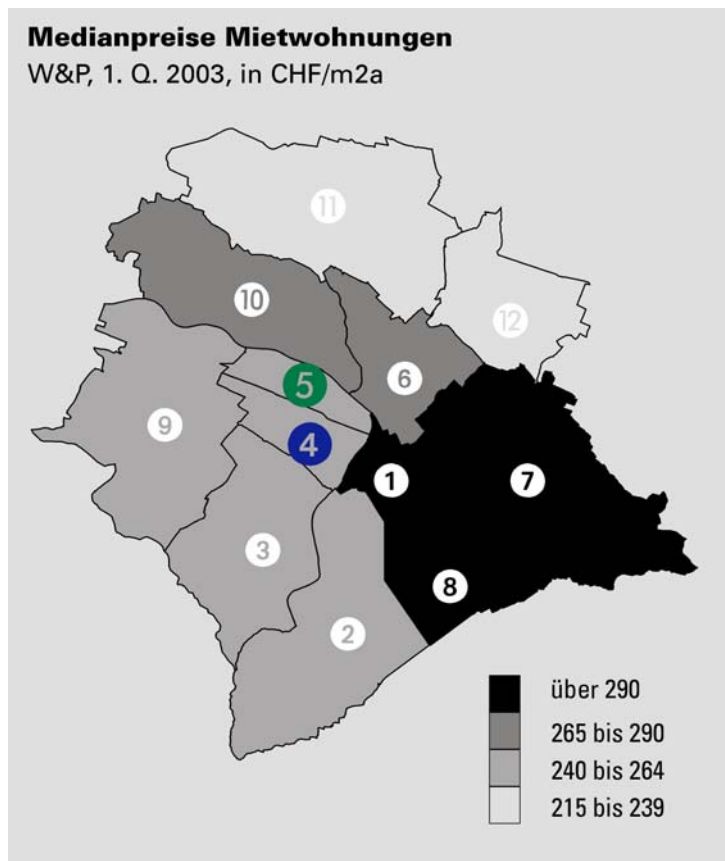 Medianpreise Mietwohnungen
W&P, 1. Q. 2003, in CHF/m2a
11
12
10
6
5
9
4
1
7
3
8
2
über 290
265 bis 290
240 bis 264
215 bis 239